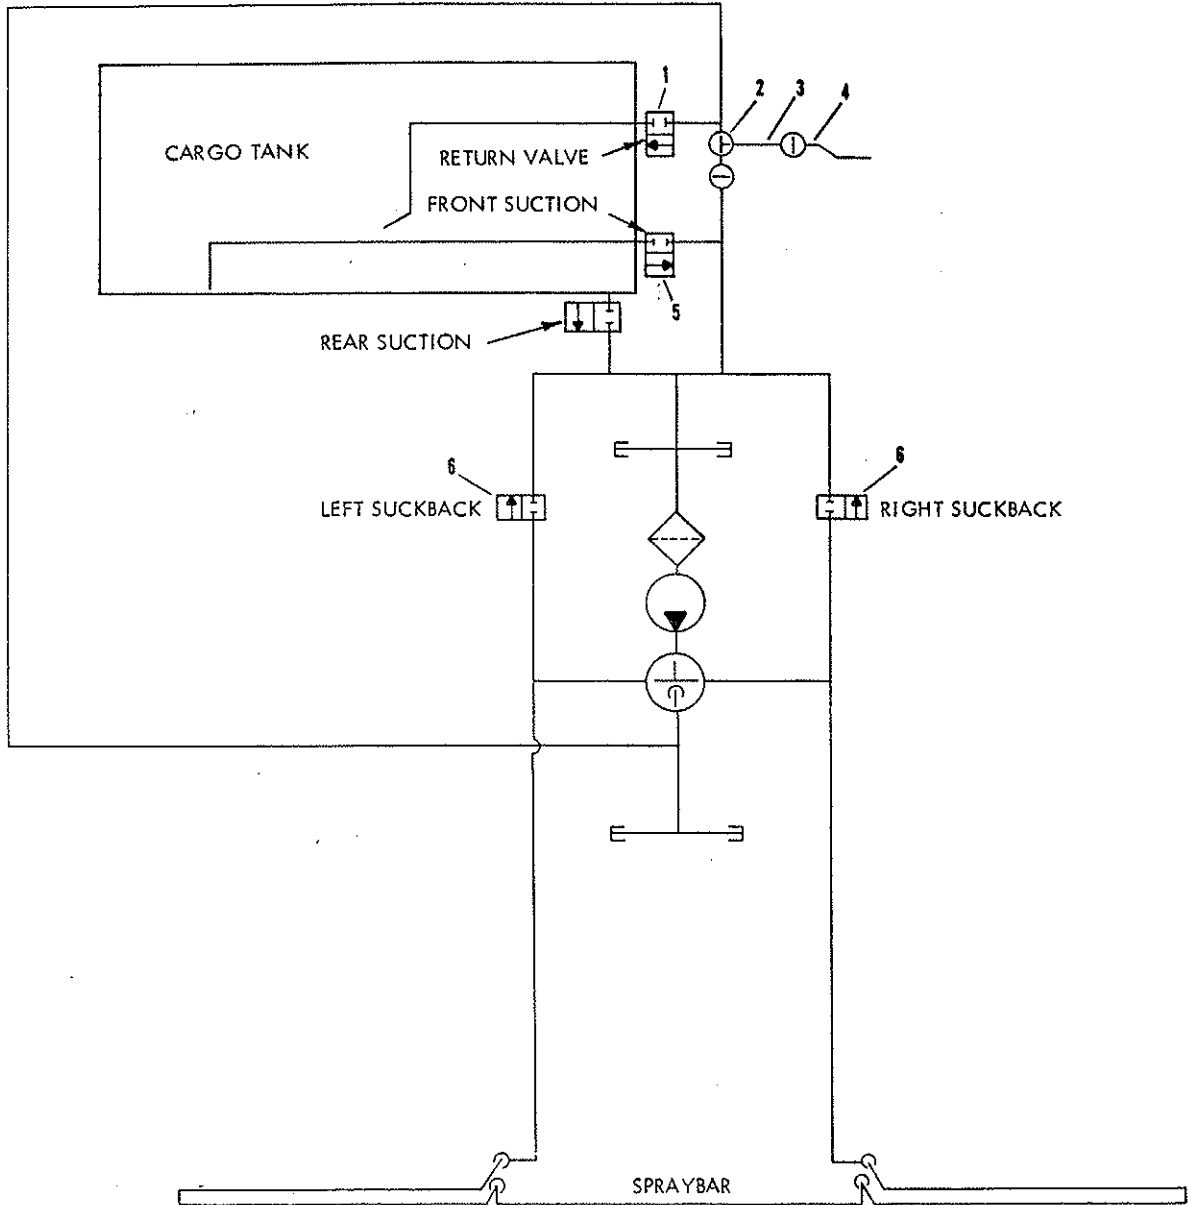 1
2
3
4
CARGO TANK
RETURN VALVE
FRONT SUCTION
5
REAR SUCTION
6
6
LEFT SUCKBACK
RIGHT SUCKBACK
SPRAYBAR